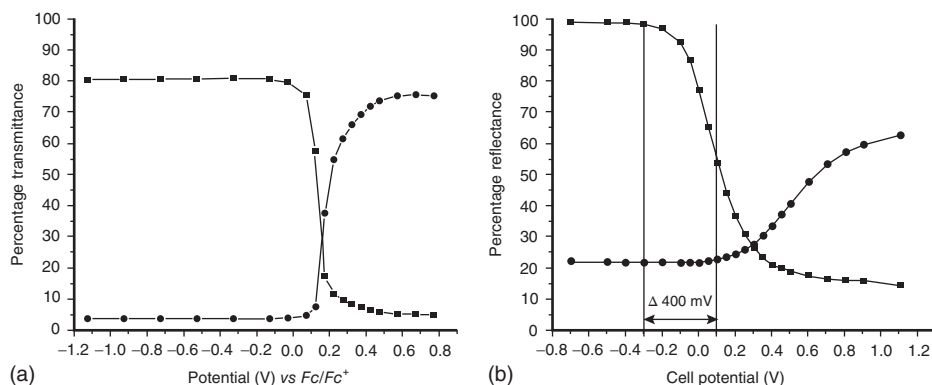 100
90
80
70
60
50
40
30
20
10
0
Percentage transmittance
−1.2 −1.0 −0.8 −0.6 −0.4 −0.2 0.0 0.2 0.4 0.6 0.8
(a)
Potential (V) vs Fc/Fc+
100
90
80
70
60
50
40
30
20
10
0
Percentage reflectance
Δ 400 mV
−0.8 −0.6 −0.4 −0.2 0.0 0.2 0.4 0.6 0.8 1.0 1.2
(b)
Cell potential (V)